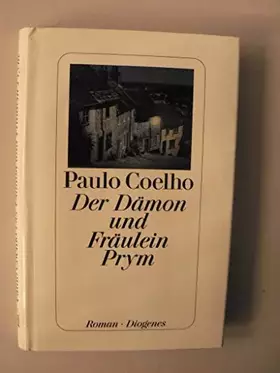 Paulo Coelho
Der Dämon
und
Fräulein
Prym
Roman · Diogenes